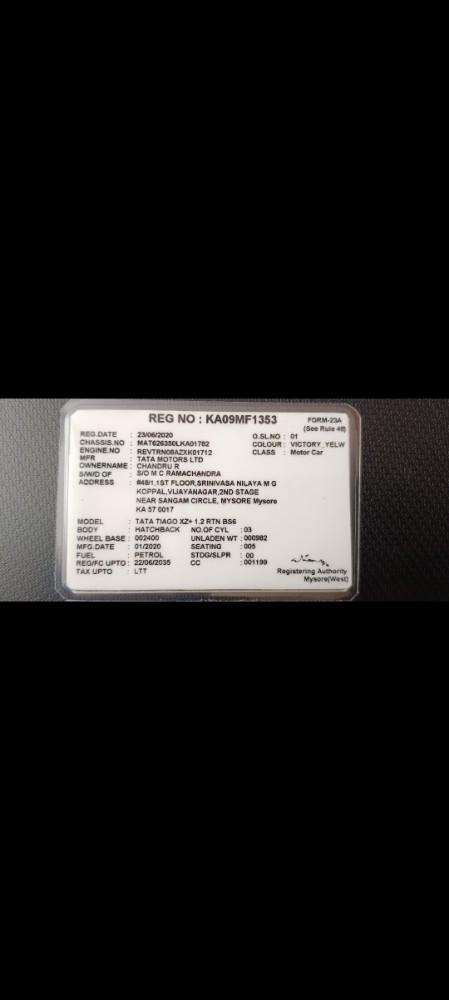 REG NO : KA09MF1353
FORM-23A
(See Rule 48)
REG.DATE : 23/06/2020 O.SL.NO : 01
CHASSIS.NO : MAT626350LKA01782 COLOUR : VICTORY_YELW
ENGINE.NO : REVTRN08AZXK01712 CLASS : Motor Car
MFR : TATA MOTORS LTD
OWNERNAME : CHANDRU R
S/W/D OF : S/O M C RAMACHANDRA
ADDRESS : #48/1,1ST FLOOR,SRINIVASA NILAYA M G
KOPPAL,VIJAYANAGAR,2ND STAGE
NEAR SANGAM CIRCLE, MYSORE Mysore
KA 57 0017
MODEL : TATA TIAGO XZ+ 1.2 RTN BS6
BODY : HATCHBACK NO.OF CYL : 03
WHEEL BASE : 002400 UNLADEN WT : 000982
MFG.DATE : 01/2020 SEATING : 005
FUEL : PETROL STDG/SLPR : 00
REG/FC UPTO : 22/06/2035 CC : 001199
TAX UPTO : LTT
Registering Authority
Mysore(West)